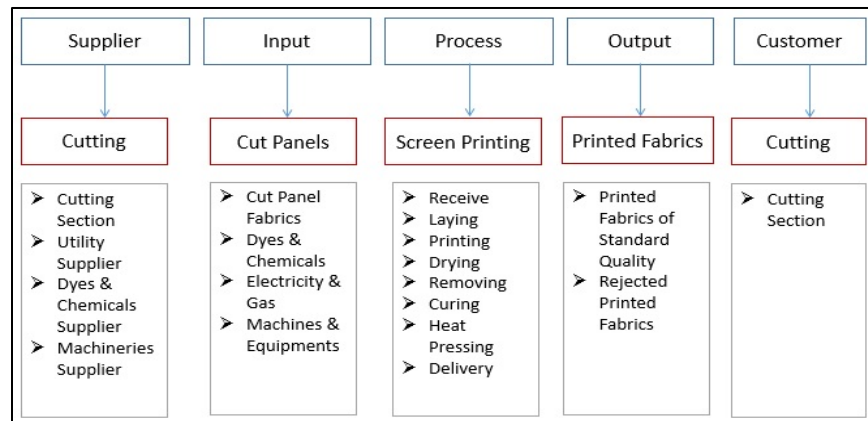 Supplier
Input
Process
Output
Customer
Cutting
Cut Panels
Screen Printing
Printed Fabrics
Cutting
➢ Cutting
Section
➢ Utility
Supplier
➢ Dyes &
Chemicals
Supplier
➢ Machineries
Supplier
➢ Cut Panel
Fabrics
➢ Dyes &
Chemicals
➢ Electricity &
Gas
➢ Machines &
Equipments
➢ Receive
➢ Laying
➢ Printing
➢ Drying
➢ Removing
➢ Curing
➢ Heat
Pressing
➢ Delivery
➢ Printed
Fabrics of
Standard
Quality
➢ Rejected
Printed
Fabrics
➢ Cutting
Section